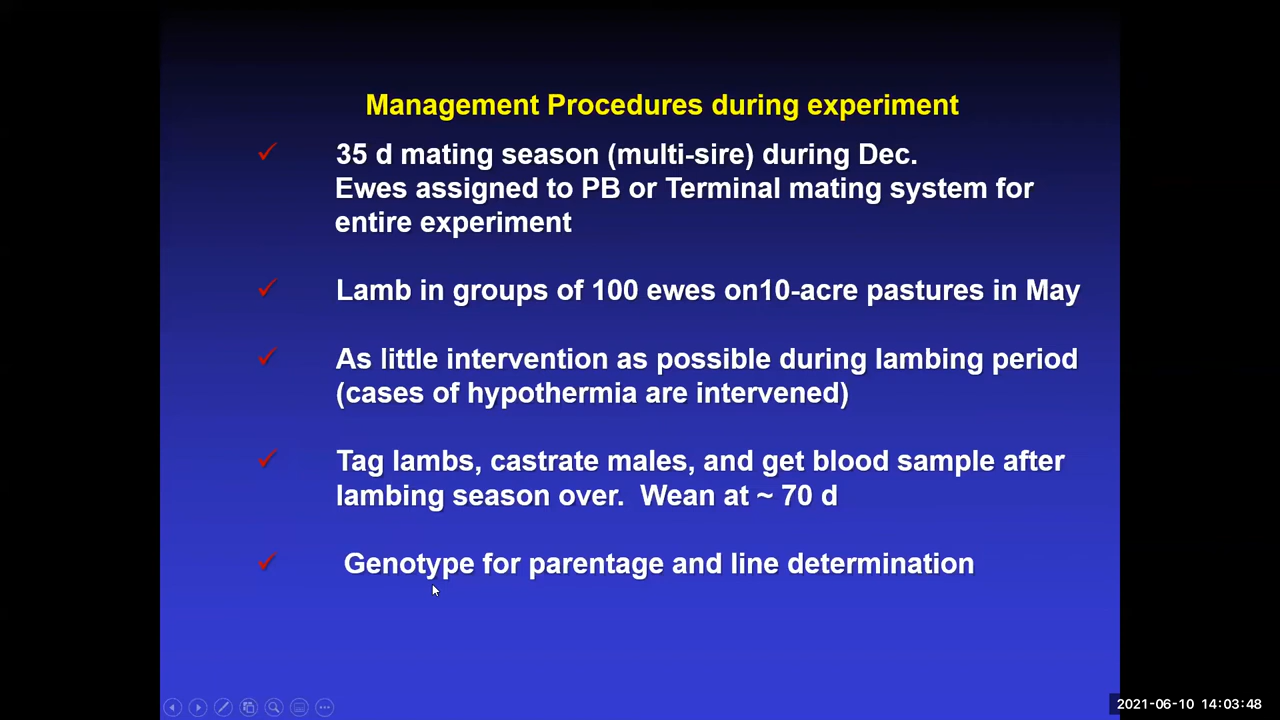 Management Procedures during experiment
35 d mating season (multi-sire) during Dec.
Ewes assigned to PB or Terminal mating system for
entire experiment
Lamb in groups of 100 ewes on10-acre pastures in May
As little intervention as possible during lambing period
(cases of hypothermia are intervened)
Tag lambs, castrate males, and get blood sample after
lambing season over.  Wean at ~ 70 d
Genotype for parentage and line determination
2021-06-10 14:03:48